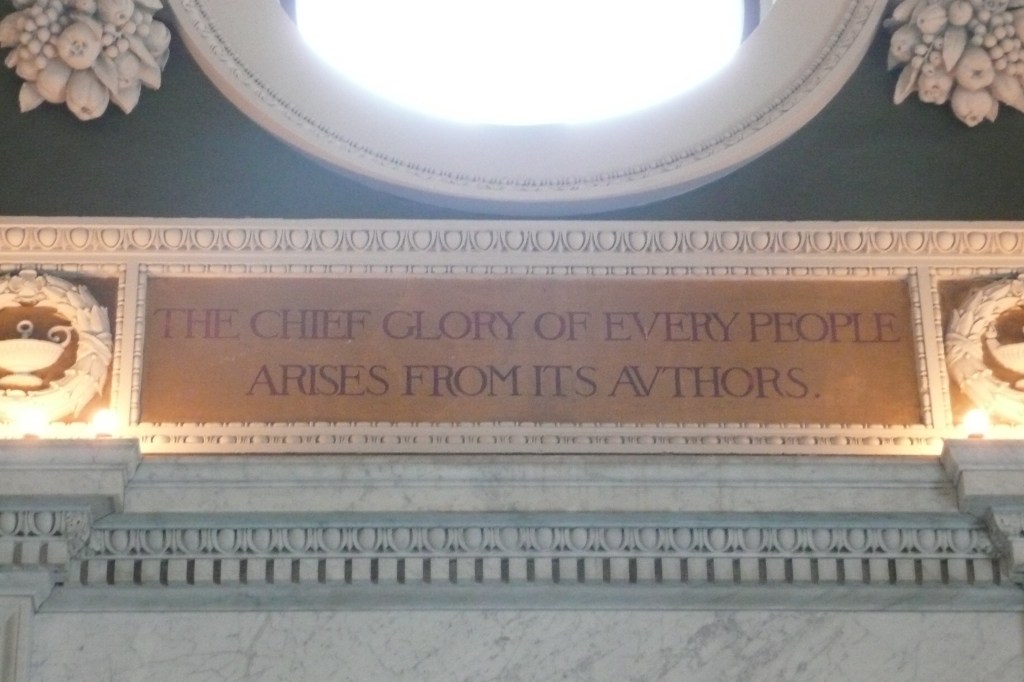 THE CHIEF GLORY OF EVERY PEOPLE
ARISES FROM ITS AVTHORS.